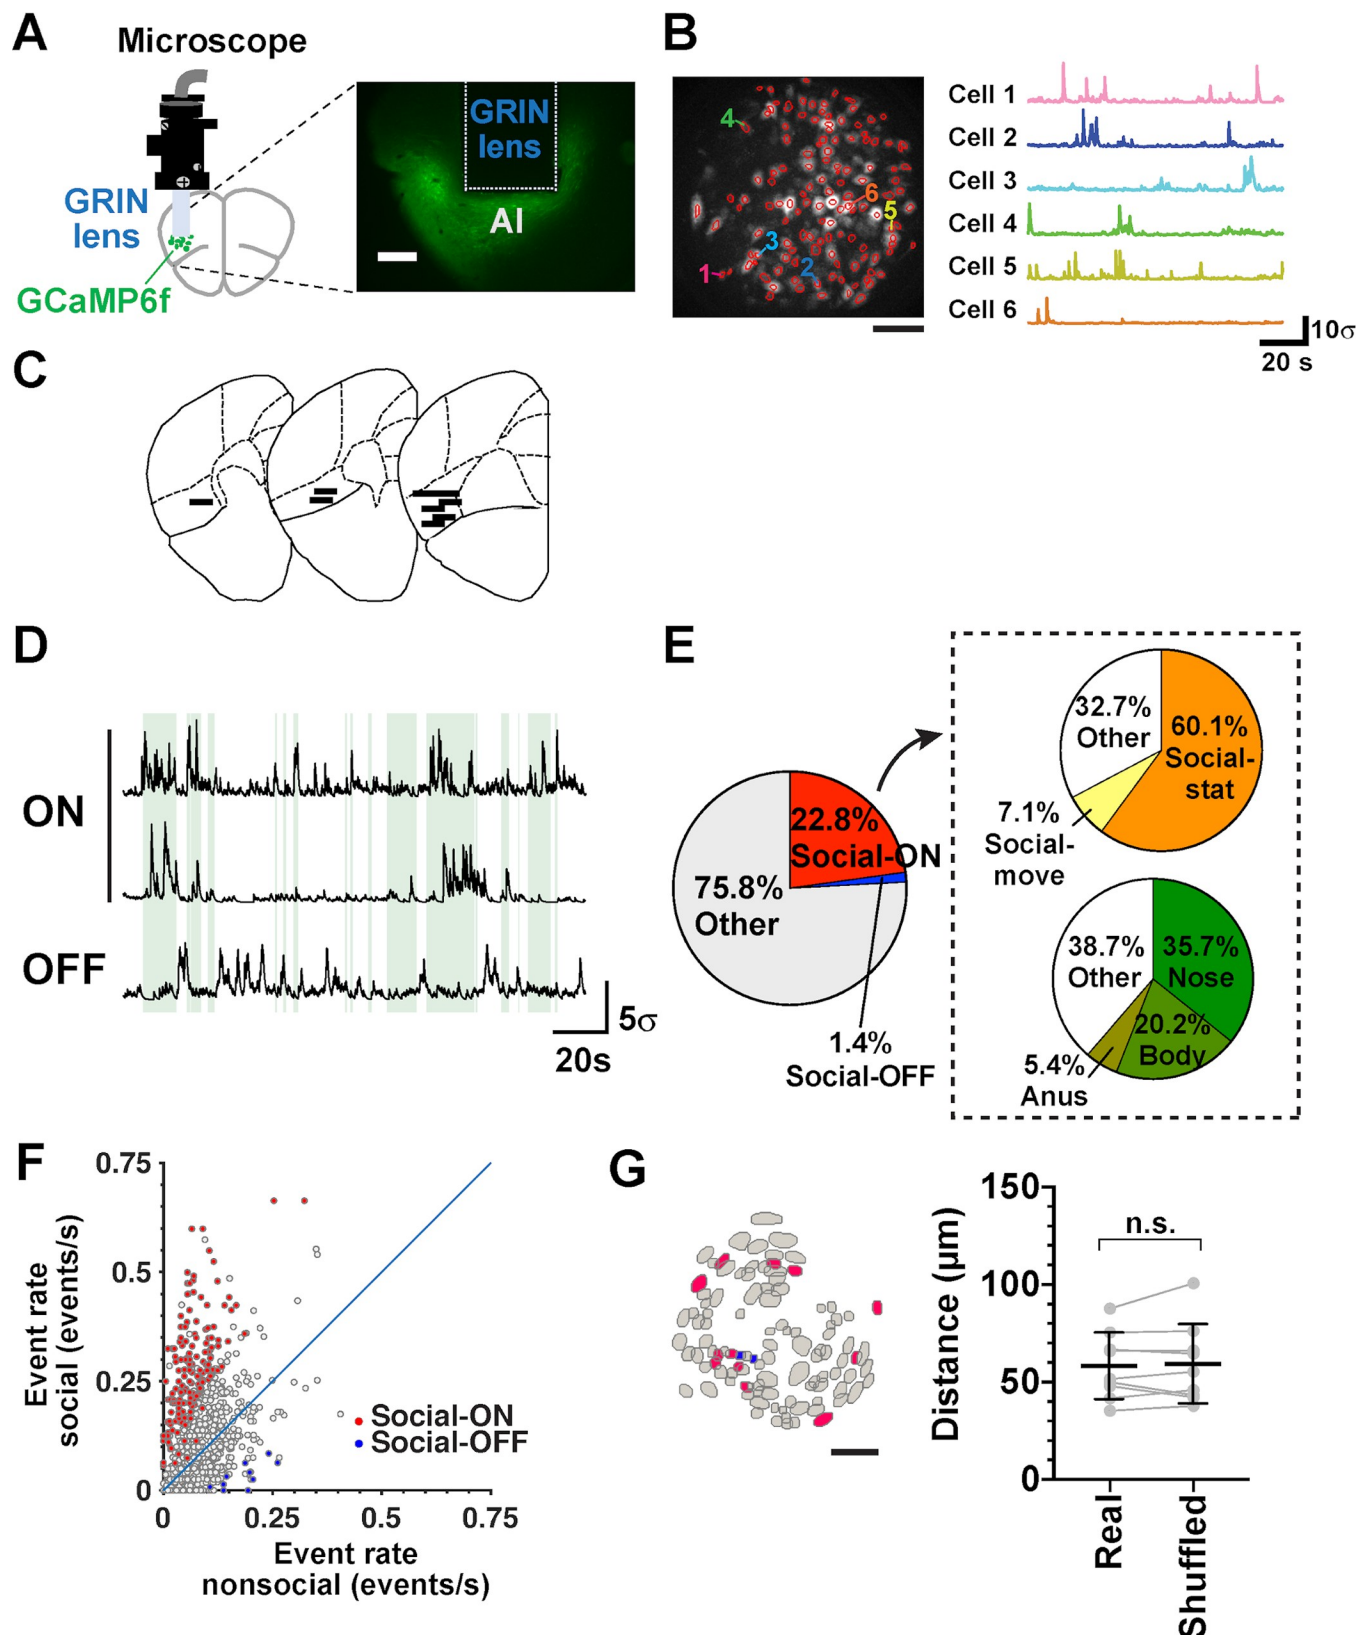 A
Microscope
GRIN
lens
GCaMP6f
GRIN
lens
AI
B
4
6
5
3
2
1
Cell 1
Cell 2
Cell 3
Cell 4
Cell 5
Cell 6
10σ
20 s
C
D
ON
OFF
5σ
20s
E
22.8%
Social-ON
75.8%
Other
1.4%
Social-OFF
32.7%
Other
60.1%
Social-
stat
7.1%
Social-
move
38.7%
Other
35.7%
Nose
20.2%
Body
5.4%
Anus
F
Event rate
social (events/s)
0.75
0.5
0.25
0
Social-ON
Social-OFF
0 0.25 0.5 0.75
Event rate
nonsocial (events/s)
G
Distance (μm)
150
100
50
0
n.s.
Real
Shuffled